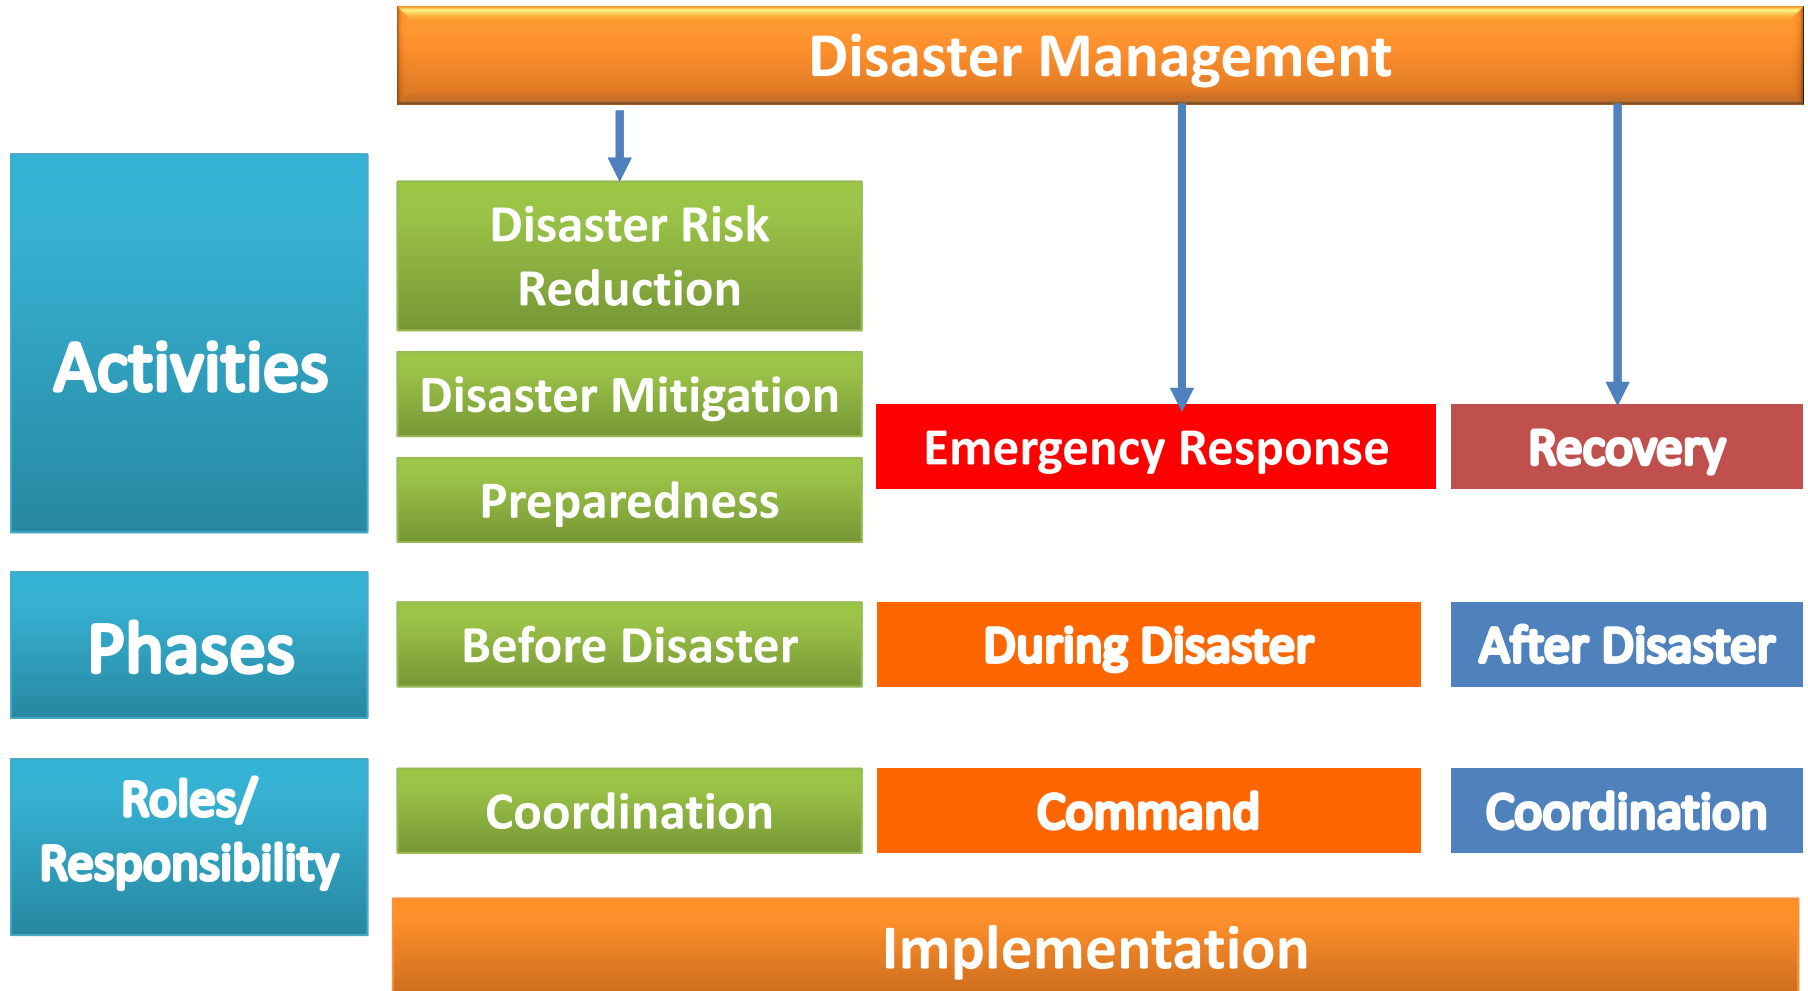 Disaster Management
Activities
Disaster Risk
Reduction
Disaster Mitigation
Preparedness
Emergency Response
Recovery
Phases
Before Disaster
During Disaster
After Disaster
Roles/
Responsibility
Coordination
Command
Coordination
Implementation